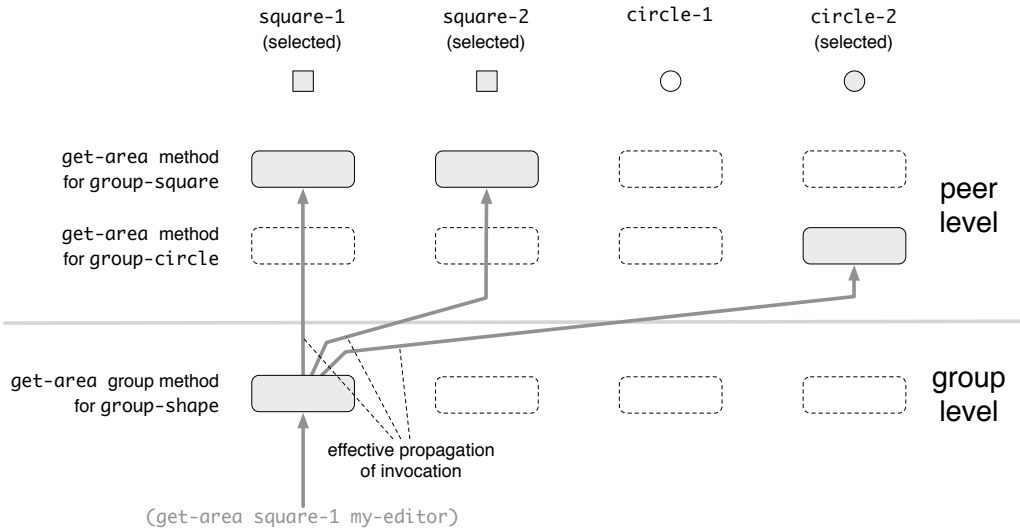 square-1
(selected)
square-2
(selected)
circle-1
circle-2
(selected)
get-area method
for group-square
get-area method
for group-circle
peer
level
get-area group method
for group-shape
group
level
effective propagation
of invocation
(get-area square-1 my-editor)